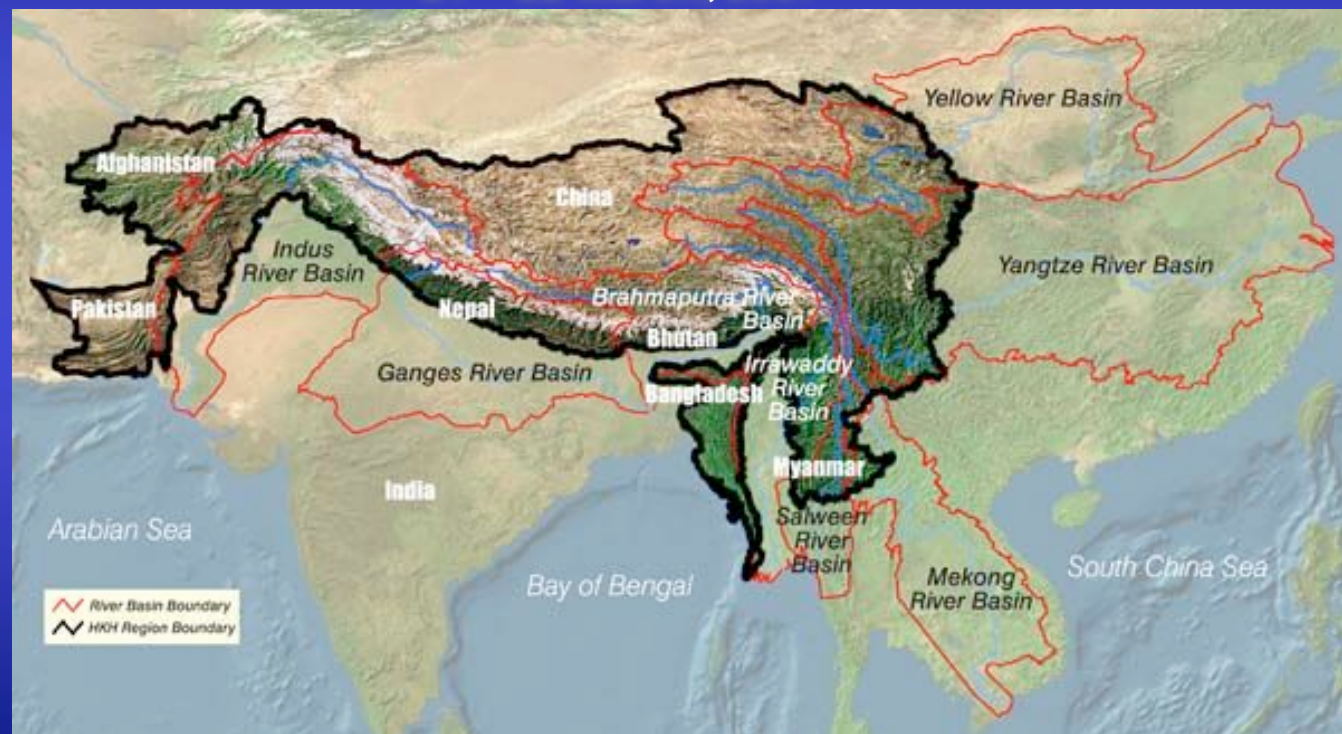 Yellow River Basin
Afghanistan
China
Indus
River Basin
Yangtze River Basin
Pakistan
Nepal
Brahmaputra River
Basin
Bhutan
Irrawaddy
River
Basin
Ganges River Basin
Bangladesh
Myanmar
India
Salween
River
Basin
Arabian Sea
Bay of Bengal
South China Sea
Mekong
River Basin
River Basin Boundary
HKH Region Boundary